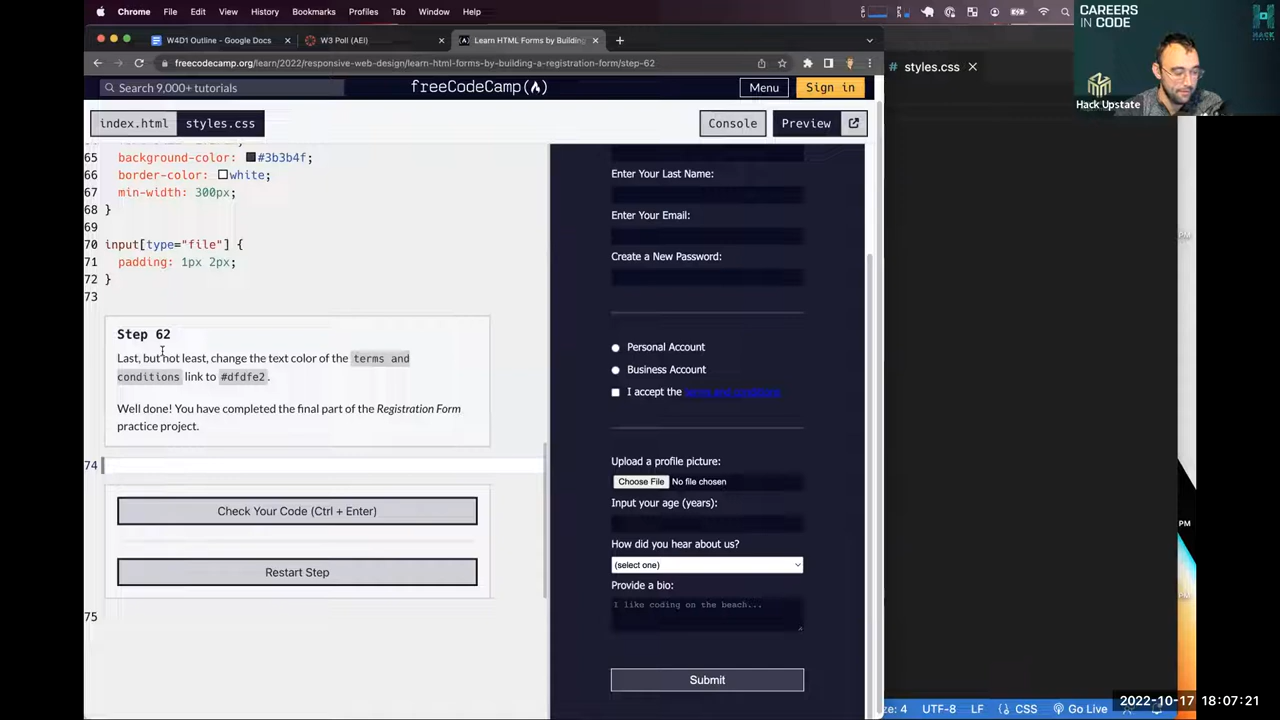 Chrome File Edit View History Bookmarks Profiles Tab Window Help
CAREERS
IN CODE
HACK
Hack Upstate
W4D1 Outline - Google Docs
W3 Poll (AEI)
Learn HTML Forms by Building
styles.css
freecodecamp.org/learn/2022/responsive-web-design/learn-html-forms-by-building-a-registration-form/step-62
freeCodeCamp
Menu
Sign in
index.html
styles.css
Console
Preview
65 background-color: #3b3b4f;
66 border-color: white;
67 min-width: 300px;
68 }
69
70 input[type="file"] {
71 padding: 1px 2px;
72 }
73
Step 62
Last, but not least, change the text color of the terms and
conditions link to #dfdfe2.
Well done! You have completed the final part of the Registration Form
practice project.
74
Check Your Code (Ctrl + Enter)
Restart Step
75
Enter Your Last Name:
Enter Your Email:
Create a New Password:
Personal Account
Business Account
I accept the terms and conditions
Upload a profile picture:
Choose File No file chosen
Input your age (years):
How did you hear about us?
(select one)
Provide a bio:
I like coding on the beach...
Submit
PM
PM
PM
ze: 4 UTF-8 LF CSS Go Live
2022-10-17 18:07:21